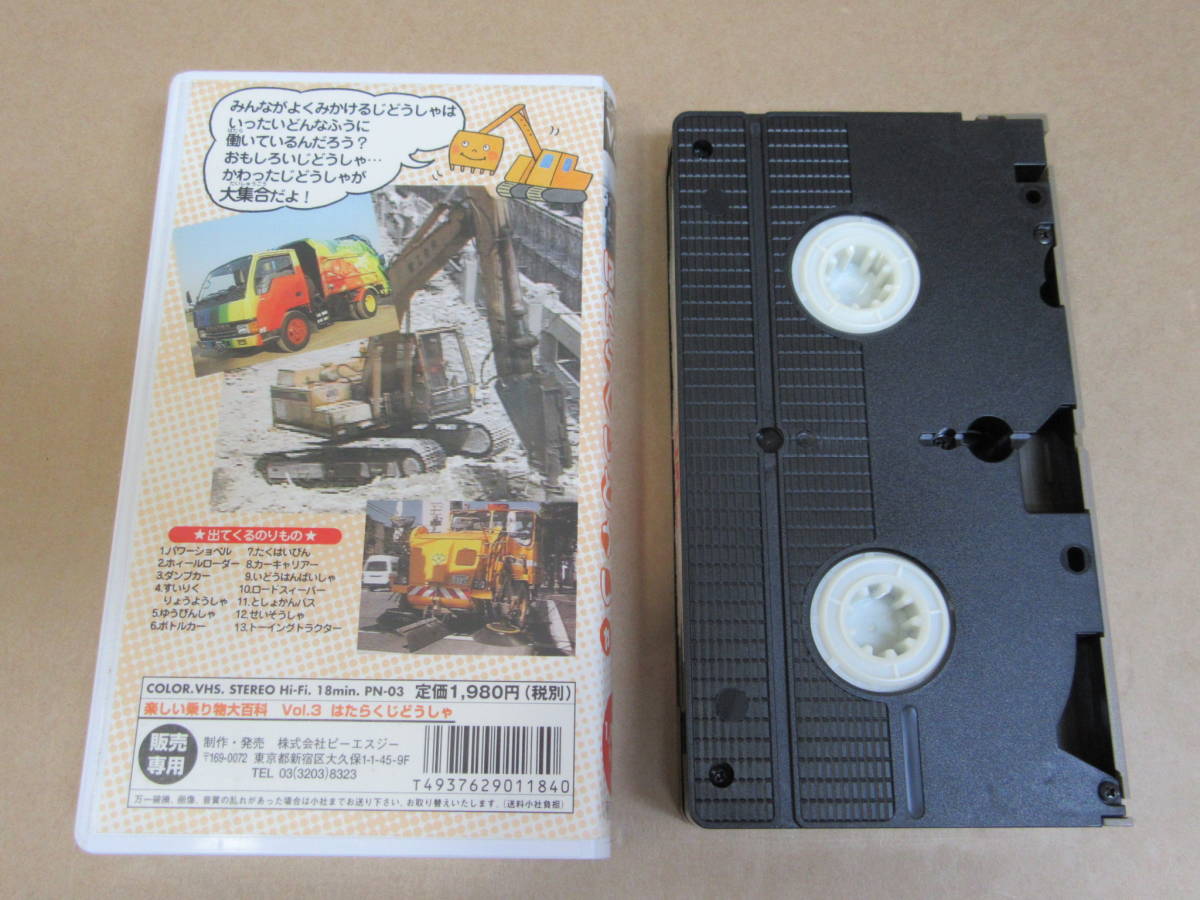 みんながよくみかけるじどうしゃは
いったいどんなふうに
働いているんだろう？
おもしろいじどうしゃ…
かわったじどうしゃが
大集合だよ！
★出てくるのりもの★
1.パワーショベル
2.ホィールローダー
3.ダンプカー
4.すいりく
りょうようしゃ
5.ゆうびんしゃ
6.ボトルカー
7.たくはいびん
8.カーキャリアー
9.いどうはんばいしゃ
10.ロードスィーパー
11.としょかんバス
12.せいそうしゃ
13.トーイングトラクター
COLOR.VHS. STEREO Hi-Fi. 18min. PN-03 定価1,980円（税別）
楽しい乗り物大百科 Vol.3 はたらくじどうしゃ
販売
専用
制作・発売 株式会社ピーエスジー
〒169-0072 東京都新宿区大久保1-1-45-9F
TEL 03(3203)8323
T4937629011840
万一破損、画像、音質の乱れがあった場合は小社までお送り下さい。お取り替えいたします。（送料小社負担）